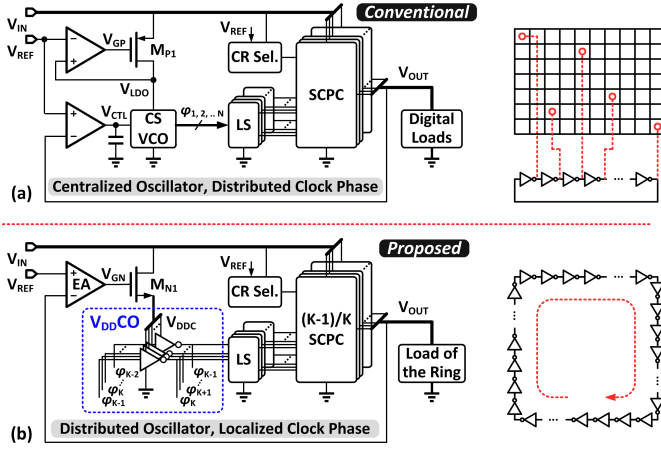 Conventional
V_IN
V_REF
V_GP
M_P1
V_LDO
V_CTL
CS VCO
φ_1, 2, .. N
LS
V_REF
CR Sel.
SCPC
V_OUT
Digital Loads
(a)
Centralized Oscillator, Distributed Clock Phase
...
Proposed
V_IN
V_REF
EA
V_GN
M_N1
V_DDCO
V_DDC
φ_K-2
φ_K
φ_K-1
φ_K-1
φ_K+1
φ_K
LS
V_REF
CR Sel.
(K-1)/K
SCPC
V_OUT
Load of
the Ring
(b)
Distributed Oscillator, Localized Clock Phase
...
...
...
...